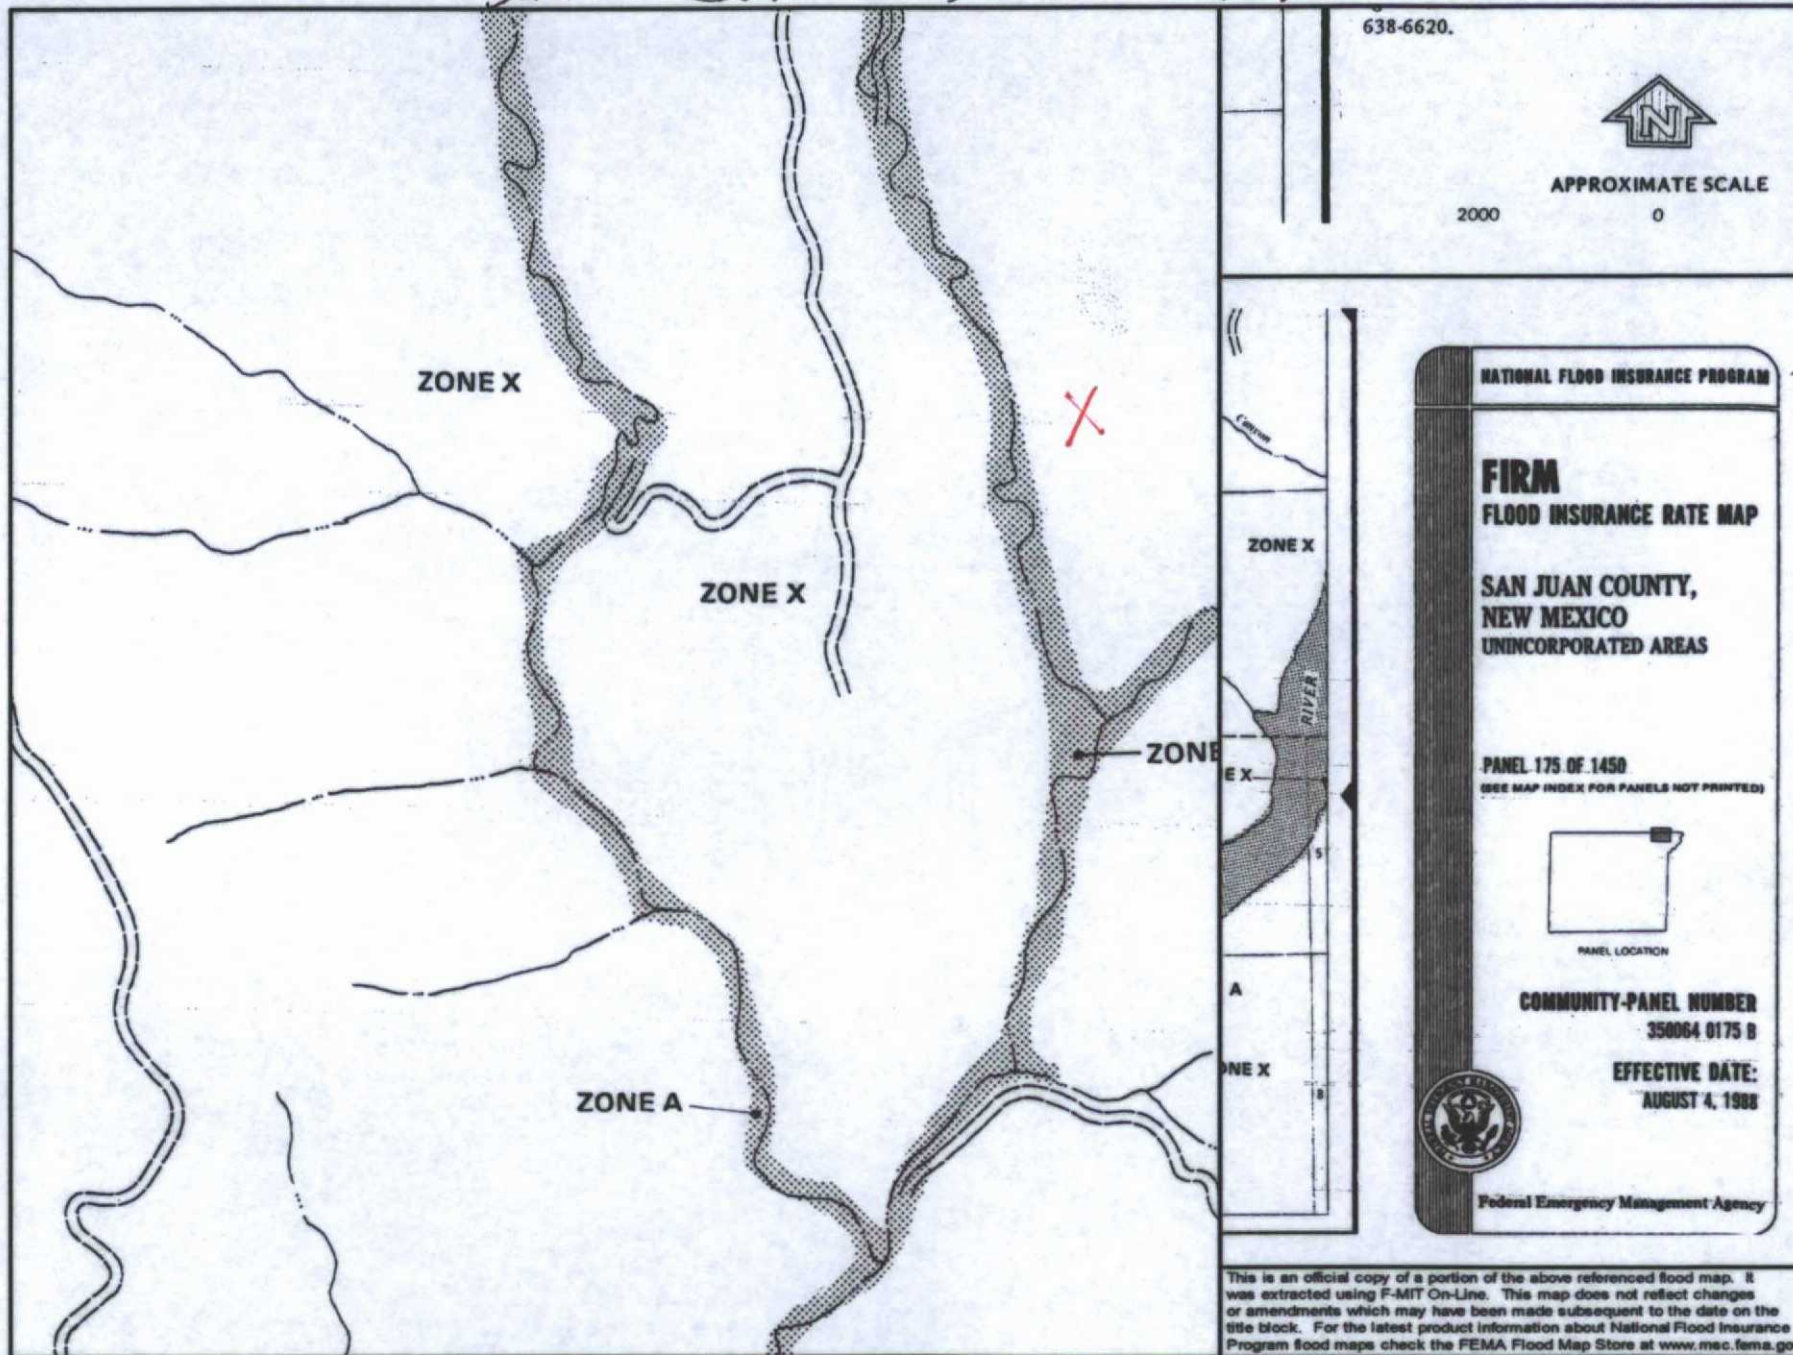 638-6620.
N
APPROXIMATE SCALE
2000 0
ZONE X
ZONE X
ZONE
ZONE A
Canyon
ZONE X
RIVER
E X
5
A
ONE X
8
NATIONAL FLOOD INSURANCE PROGRAM
FIRM
FLOOD INSURANCE RATE MAP
SAN JUAN COUNTY,
NEW MEXICO
UNINCORPORATED AREAS
PANEL 175 OF 1450
(SEE MAP INDEX FOR PANELS NOT PRINTED)
PANEL LOCATION
COMMUNITY-PANEL NUMBER
350064 0175 B
EFFECTIVE DATE:
AUGUST 4, 1988
Federal Emergency Management Agency
This is an official copy of a portion of the above referenced flood map. It
was extracted using F-MIT On-Line. This map does not reflect changes
or amendments which may have been made subsequent to the date on the
title block. For the latest product information about National Flood Insurance
Program flood maps check the FEMA Flood Map Store at www.msc.fema.go